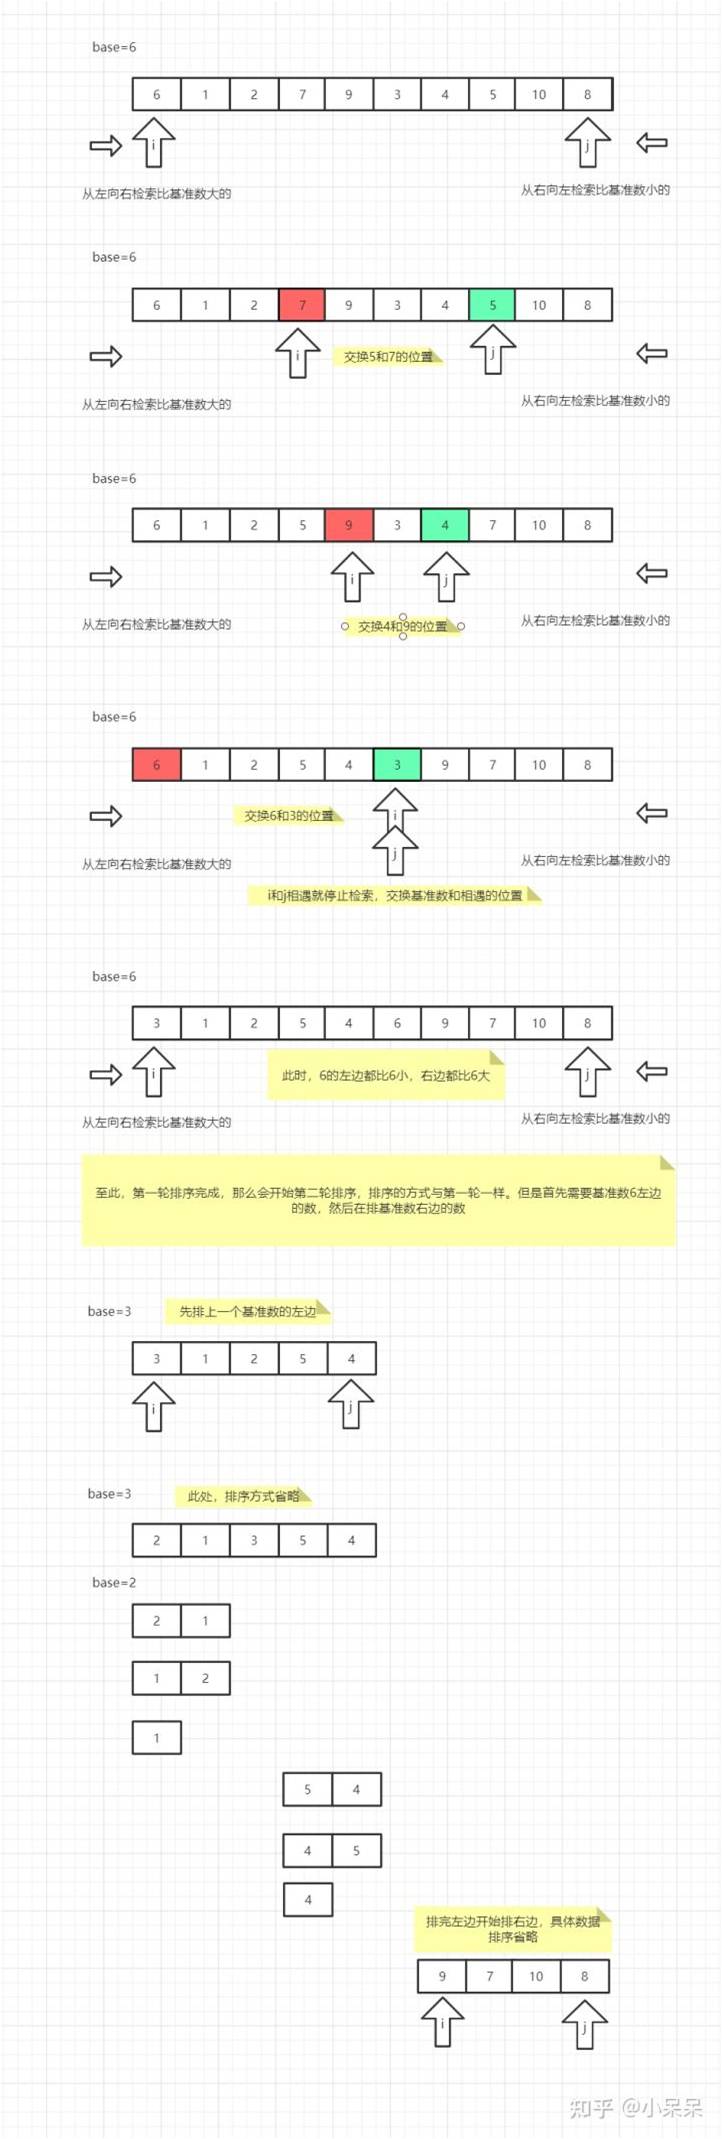 base=6
6 1 2 7 9 3 4 5 10 8
i j
从左向右检索比基准数大的 从右向左检索比基准数小的
base=6
6 1 2 7 9 3 4 5 10 8
i 交换5和7的位置 j
从左向右检索比基准数大的 从右向左检索比基准数小的
base=6
6 1 2 5 9 3 4 7 10 8
i j
从左向右检索比基准数大的 从右向左检索比基准数小的
交换4和9的位置
base=6
6 1 2 5 4 3 9 7 10 8
交换6和3的位置 i
j
从左向右检索比基准数大的 从右向左检索比基准数小的
i和j相遇就停止检索，交换基准数和相遇的位置
base=6
3 1 2 5 4 6 9 7 10 8
i 此时，6的左边都比6小，右边都比6大 j
从左向右检索比基准数大的 从右向左检索比基准数小的
至此，第一轮排序完成，那么会开始第二轮排序，排序的方式与第一轮一样。但是首先需要基准数6左边
的数，然后在排基准数右边的数
base=3 先排上一个基准数的左边
3 1 2 5 4
i j
base=3 此处，排序方式省略
2 1 3 5 4
base=2
2 1
1 2
1
5 4
4 5
4
排完左边开始排右边，具体数据
排序省略
9 7 10 8
i j
知乎 @小呆呆